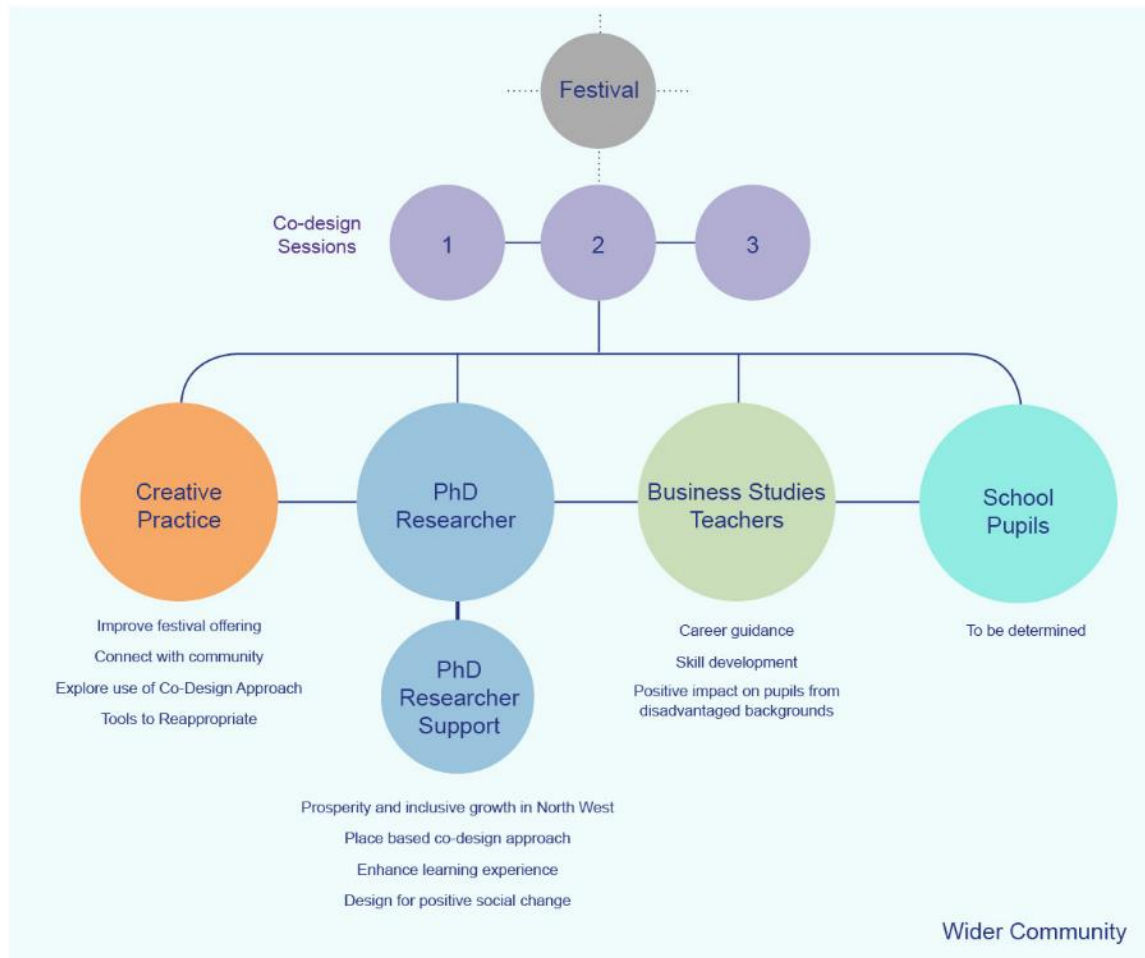 Festival
Co-design
Sessions
1
2
3
Creative
Practice
PhD
Researcher
Business Studies
Teachers
School
Pupils
Improve festival offering
Connect with community
Explore use of Co-Design Approach
Tools to Reappropriate
PhD
Researcher
Support
Career guidance
Skill development
Positive impact on pupils from
disadvantaged backgrounds
To be determined
Prosperity and inclusive growth in North West
Place based co-design approach
Enhance learning experience
Design for positive social change
Wider Community